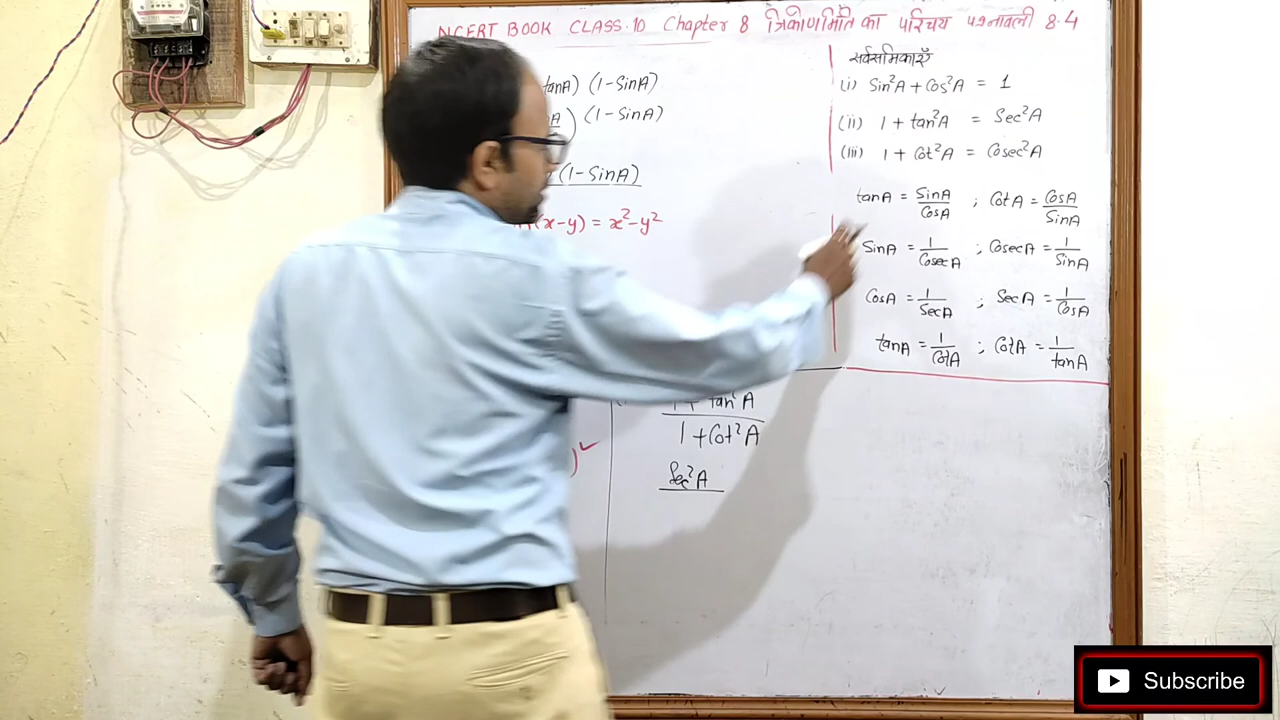 NCERT BOOK CLASS.10 Chapter 8 त्रिकोणमिति का परिचय प्रश्नावली 8.4
tanA) (1-SinA)
A) (1-SinA)
(1-SinA)
(x-y) = x²-y²
सर्वसमिकाएँ
(i) Sin²A + Cos²A = 1
(ii) 1 + tan²A = Sec²A
(iii) 1 + Cot²A = Cosec²A
tanA = SinA/CosA ; CotA = CosA/SinA
SinA = 1/CosecA ; CosecA = 1/SinA
CosA = 1/SecA ; SecA = 1/CosA
tanA = 1/CotA ; CotA = 1/tanA
1 + tan²A
1 + Cot²A
Sec²A
Subscribe